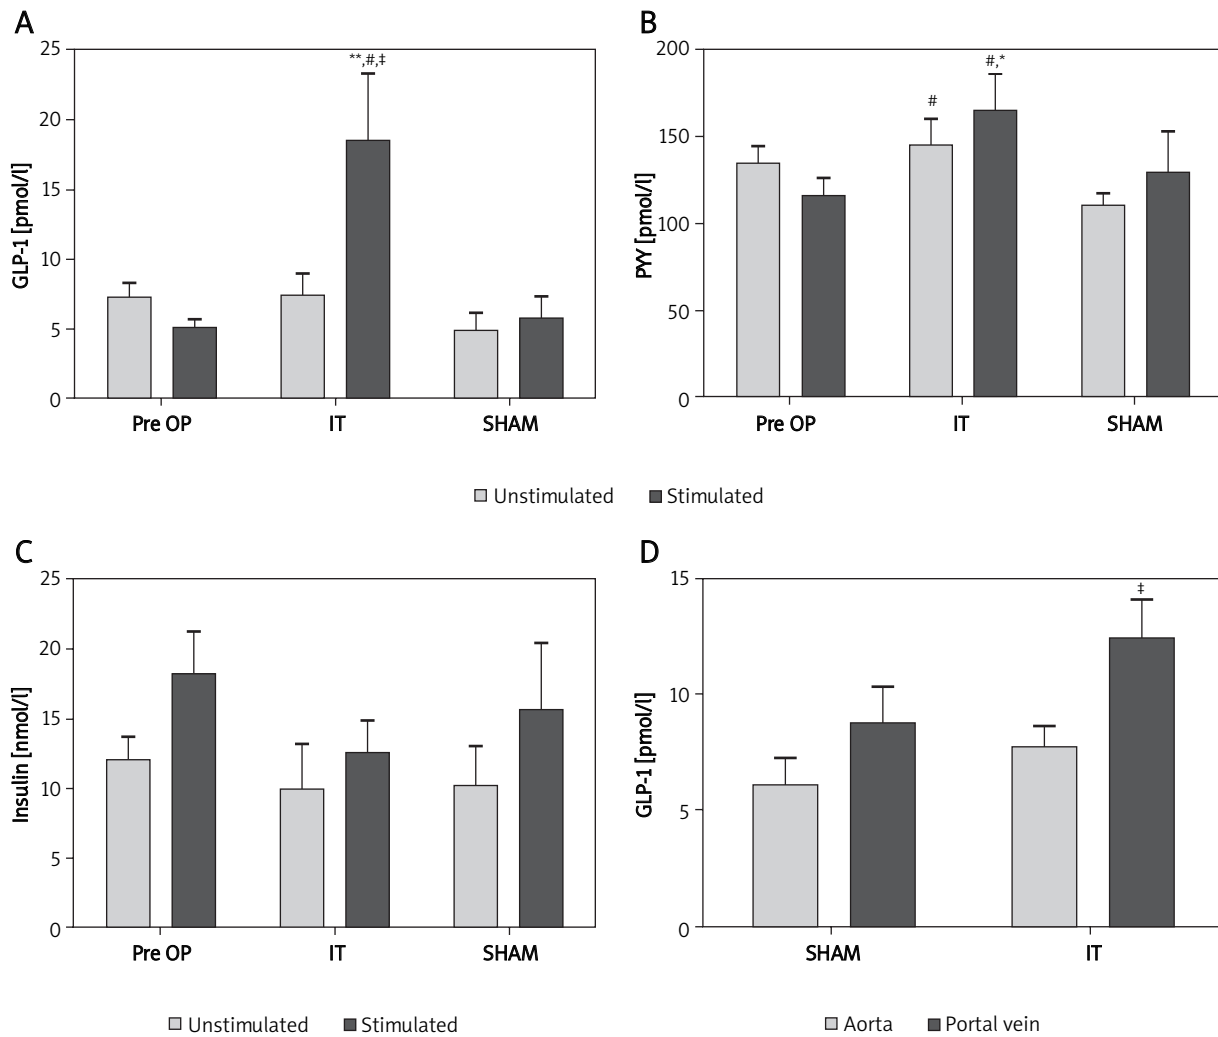 A
GLP-1 [pmol/l]
25
20
15
10
5
0
**,#,‡
Pre OP IT SHAM
B
PYY [pmol/l]
200
150
100
50
0
#
#,*
Pre OP IT SHAM
Unstimulated Stimulated
C
Insulin [nmol/l]
25
20
15
10
5
0
Pre OP IT SHAM
Unstimulated Stimulated
D
GLP-1 [pmol/l]
15
10
5
0
‡
SHAM IT
Aorta Portal vein